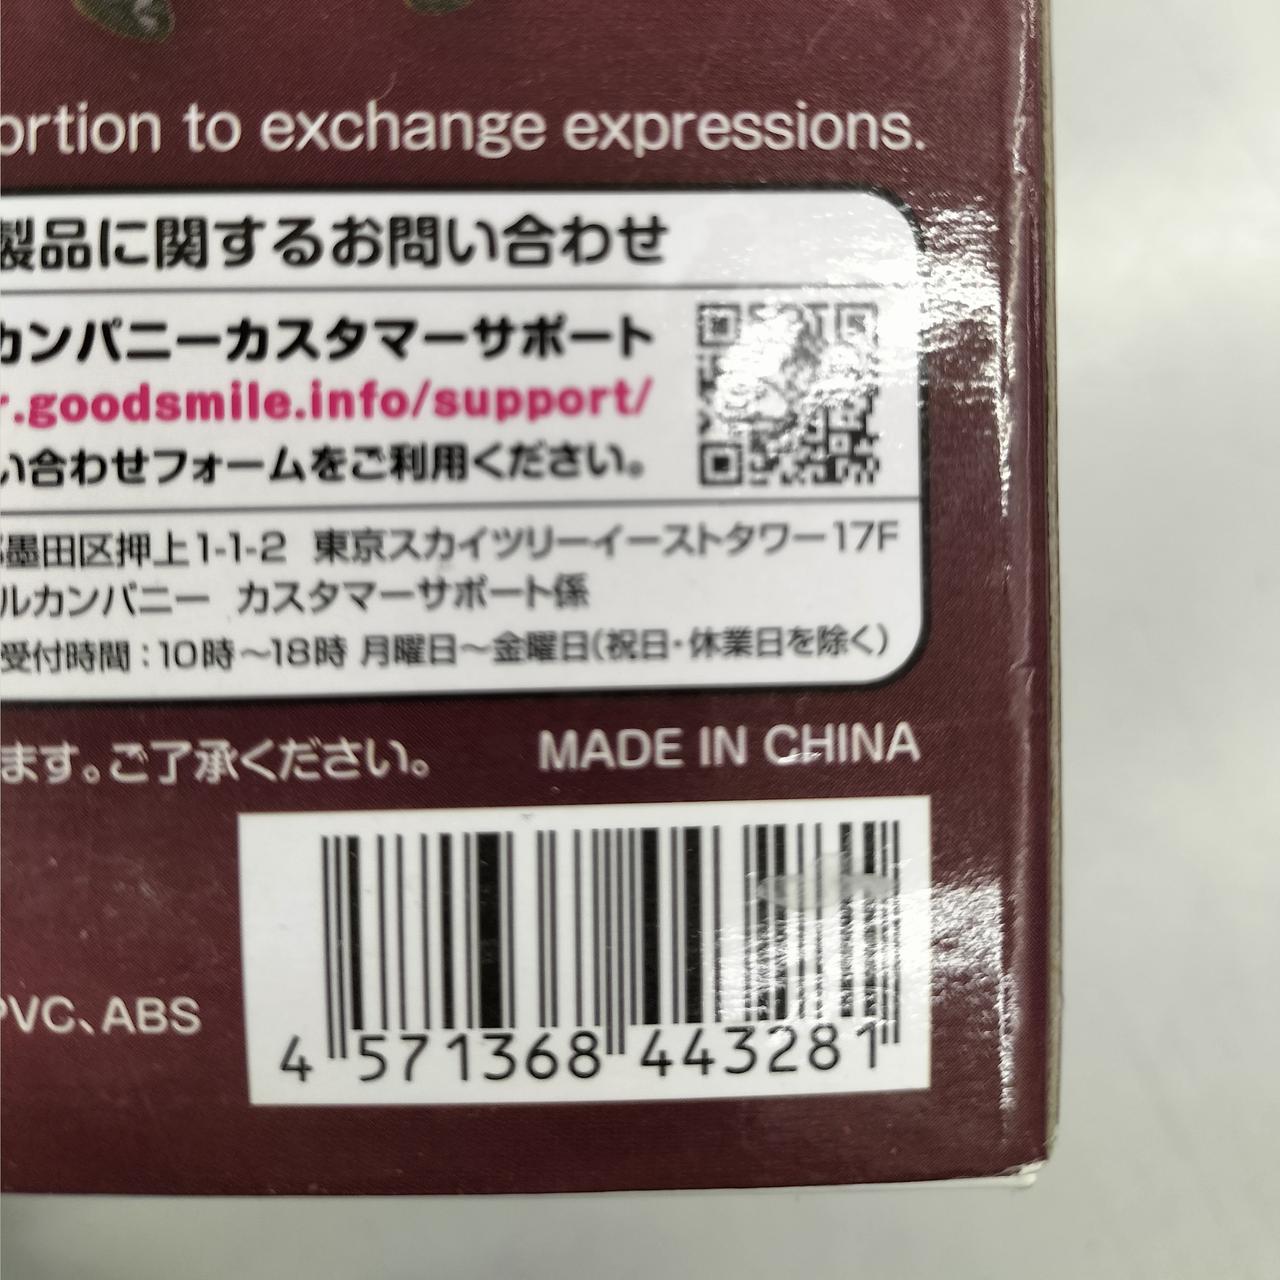 ortion to exchange expressions.
製品に関するお問い合わせ
カンパニーカスタマーサポート
r.goodsmile.info/support/
い合わせフォームをご利用ください。
墨田区押上1-1-2 東京スカイツリーイーストタワー17F
ルカンパニー カスタマーサポート係
受付時間:10時～18時 月曜日～金曜日(祝日・休業日を除く)
ます。ご了承ください。 MADE IN CHINA
PVC、ABS
4 571368 443281